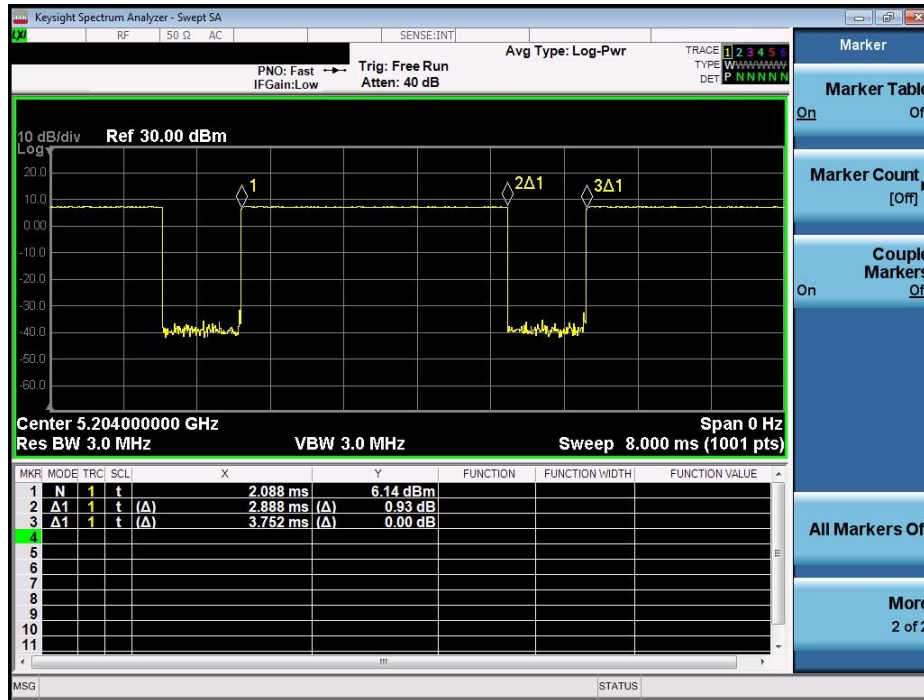 Keysight Spectrum Analyzer - Swept SA
LXI RF 50 Ω AC SENSE:INT
Avg Type: Log-Pwr
PNO: Fast
IFGain:Low
Trig: Free Run
Atten: 40 dB
TRACE 1 2 3 4 5 6
TYPE W
DET P N N N N N
10 dB/div Ref 30.00 dBm
Log
1 2Δ1 3Δ1
20.0
10.0
0.00
-10.0
-20.0
-30.0
-40.0
-50.0
-60.0
Center 5.204000000 GHz Span 0 Hz
Res BW 3.0 MHz VBW 3.0 MHz Sweep 8.000 ms (1001 pts)
MKR MODE TRC SCL X Y FUNCTION FUNCTION WIDTH FUNCTION VALUE
1 N 1 t 2.088 ms 6.14 dBm
2 Δ1 1 t (Δ) 2.888 ms (Δ) 0.93 dB
3 Δ1 1 t (Δ) 3.752 ms (Δ) 0.00 dB
4
5
6
7
8
9
10
11
MSG STATUS
Marker
Marker Table
On Of
Marker Count
[Off]
Couple
Markers
On Of
All Markers Of
More
2 of 2